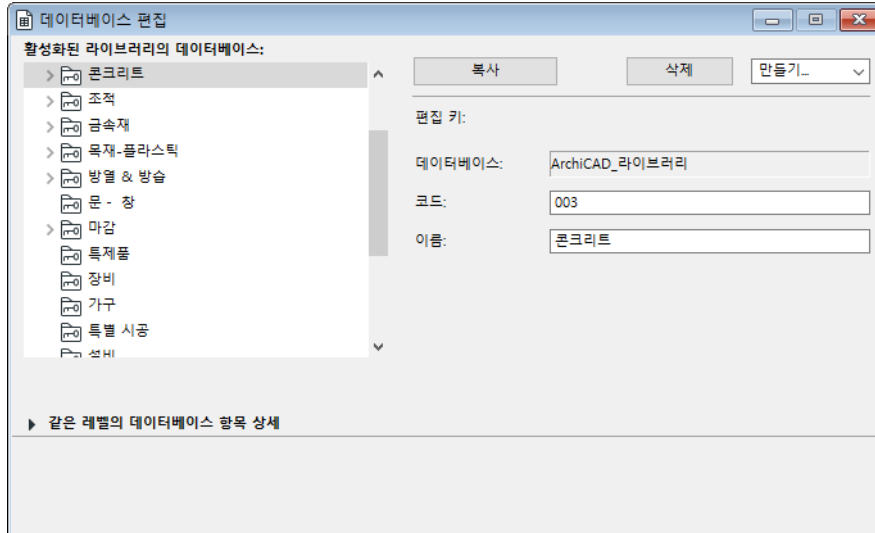 데이터베이스 편집
활성화된 라이브러리의 데이터베이스:
콘크리트
조적
금속재
목재-플라스틱
방열 & 방습
문 - 창
마감
특제품
장비
가구
특별 시공
설비
복사
삭제
만들기...
편집 키:
데이터베이스:
ArchiCAD_라이브러리
코드:
003
이름:
콘크리트
같은 레벨의 데이터베이스 항목 상세